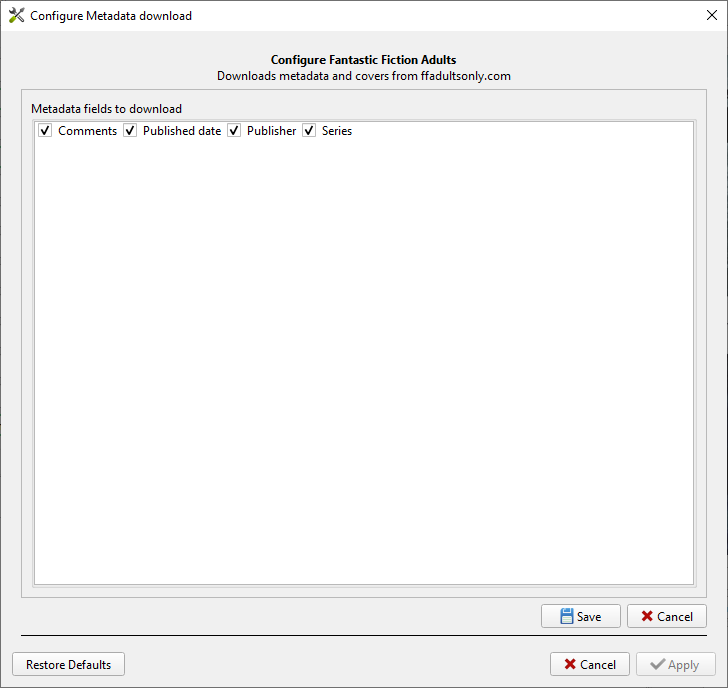 Configure Metadata download
Configure Fantastic Fiction Adults
Downloads metadata and covers from ffadultsonly.com
Metadata fields to download
Comments Published date Publisher Series
Save Cancel
Restore Defaults Cancel Apply